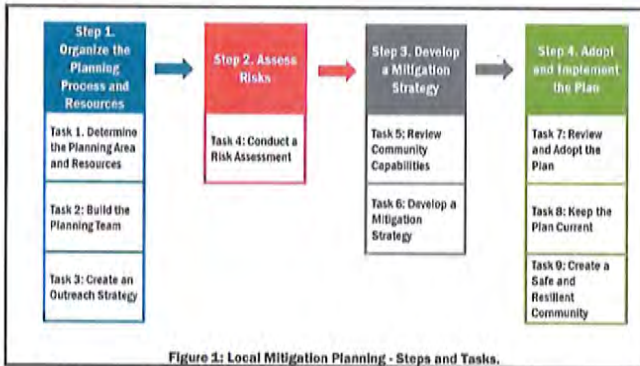 Step 1.
Organize the
Planning
Process and
Resources
Task 1. Determine
the Planning Area
and Resources
Task 2: Build the
Planning Team
Task 3: Create an
Outreach Strategy
Step 2. Assess
Risks
Task 4: Conduct a
Risk Assessment
Step 3. Develop
a Mitigation
Strategy
Task 5: Review
Community
Capabilities
Task 6: Develop a
Mitigation
Strategy
Step 4. Adopt
and Implement
the Plan
Task 7: Review
and Adopt the
Plan
Task 8: Keep the
Plan Current
Task 9: Create a
Safe and
Resilient
Community
Figure 1: Local Mitigation Planning - Steps and Tasks.